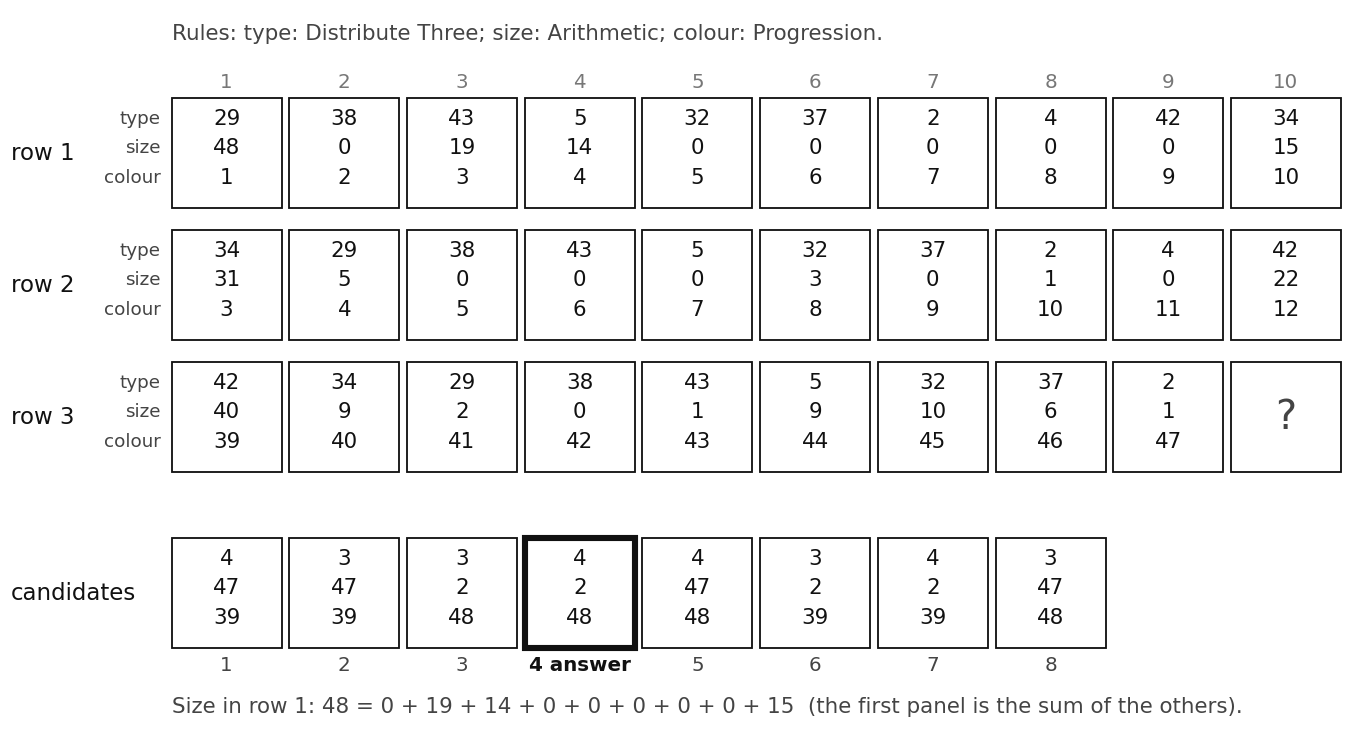 Rules: type: Distribute Three; size: Arithmetic; colour: Progression.
1 2 3 4 5 6 7 8 9 10
type 29 38 43 5 32 37 2 4 42 34
row 1 size 48 0 19 14 0 0 0 0 0 15
colour 1 2 3 4 5 6 7 8 9 10
type 34 29 38 43 5 32 37 2 4 42
row 2 size 31 5 0 0 0 3 0 1 0 22
colour 3 4 5 6 7 8 9 10 11 12
type 42 34 29 38 43 5 32 37 2
row 3 size 40 9 2 0 1 9 10 6 1 ?
colour 39 40 41 42 43 44 45 46 47
4 3 3 4 4 3 4 3
candidates 47 47 2 2 47 2 2 47
39 39 48 48 48 39 39 48
1 2 3 4 answer 5 6 7 8
Size in row 1: 48 = 0 + 19 + 14 + 0 + 0 + 0 + 0 + 0 + 15 (the first panel is the sum of the others).